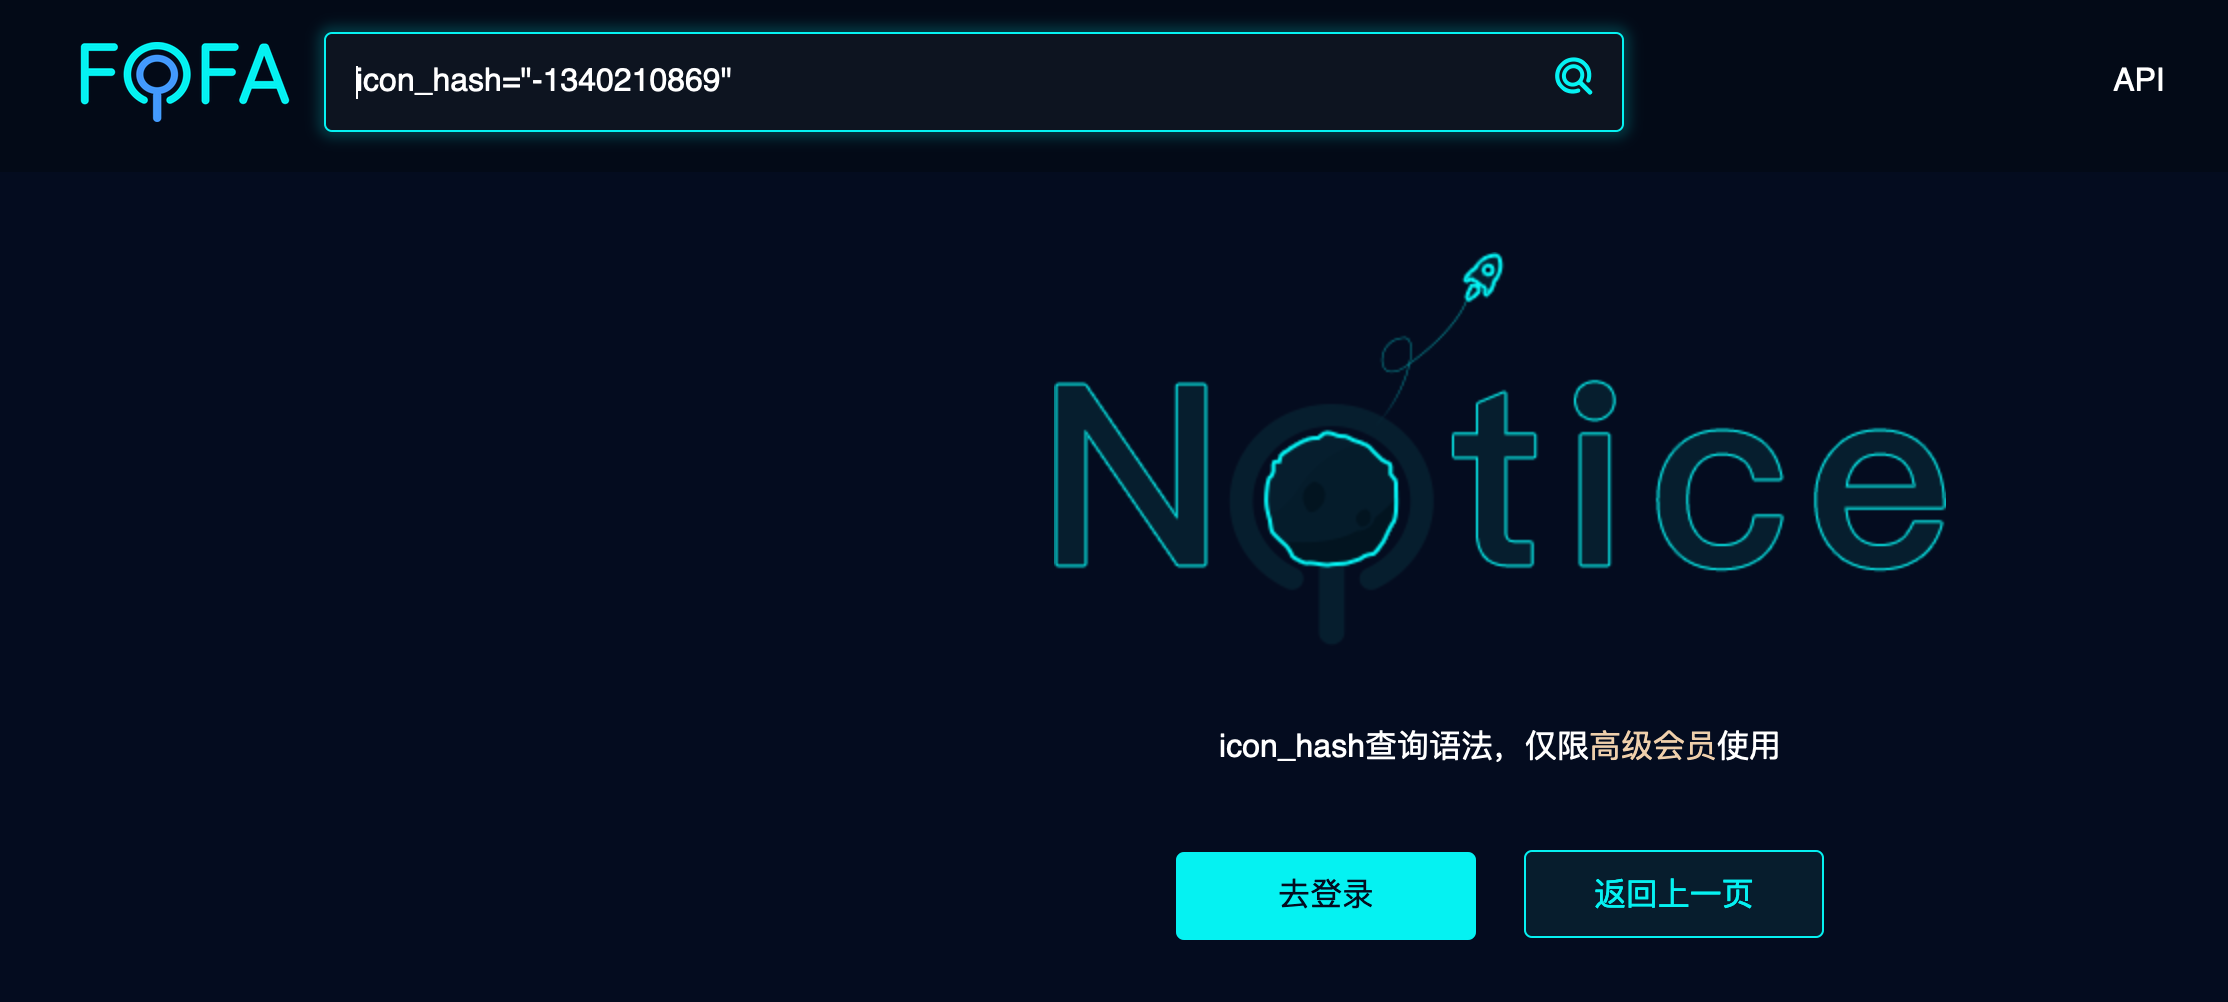 FOFA
icon_hash="-1340210869"
API
Notice
icon_hash查询语法，仅限高级会员使用
去登录
返回上一页